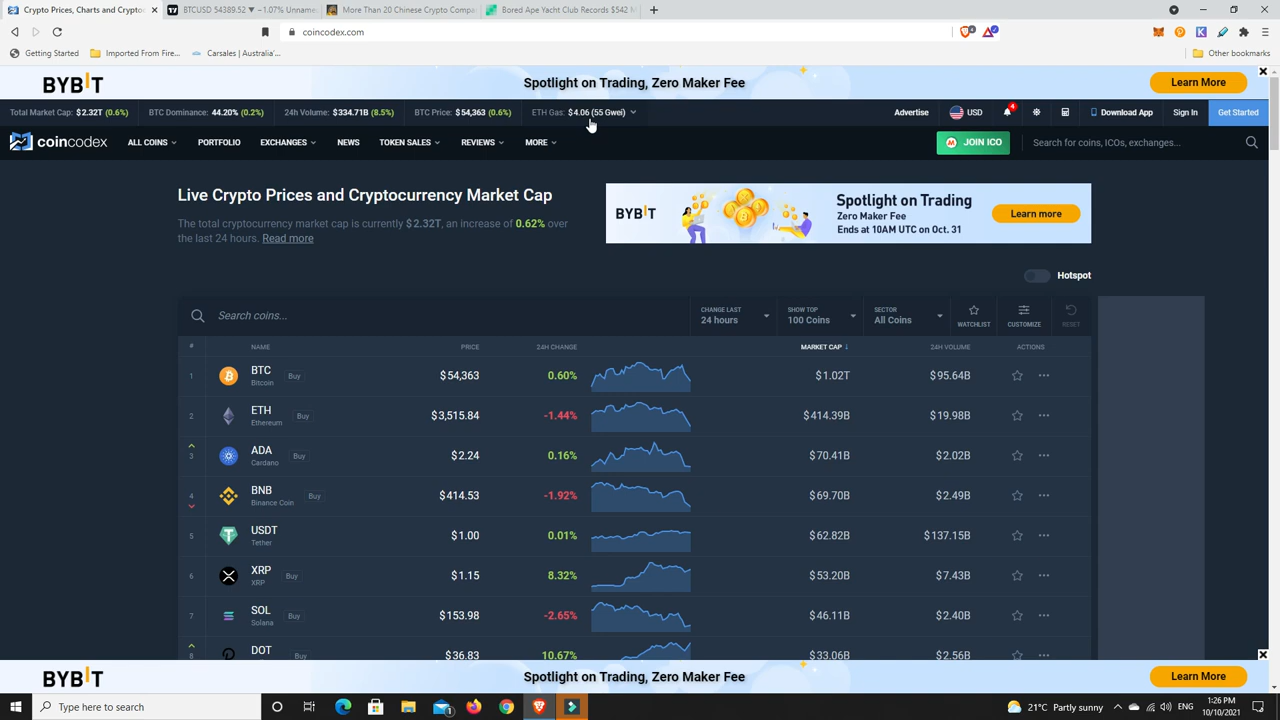 Crypto Prices, Charts and Crypto
BTCUSD 54389.52 ▼ −1.07% Unname
More Than 20 Chinese Crypto Comp
Bored Ape Yacht Club Records $542 M
coincodex.com
Getting Started
Imported From Fire...
Carsales | Australia'...
Other bookmarks
BYBIT
Spotlight on Trading, Zero Maker Fee
Learn More
Total Market Cap: $2.32T (0.6%)
BTC Dominance: 44.20% (0.2%)
24h Volume: $334.71B (8.5%)
BTC Price: $54,363 (0.6%)
ETH Gas: $4.06 (55 Gwei)
Advertise
USD
4
Download App
Sign In
Get Started
coincodex
ALL COINS
PORTFOLIO
EXCHANGES
NEWS
TOKEN SALES
REVIEWS
MORE
JOIN ICO
Search for coins, ICOs, exchanges...
Live Crypto Prices and Cryptocurrency Market Cap
The total cryptocurrency market cap is currently $2.32T, an increase of 0.62% over
the last 24 hours. Read more
BYBIT
Spotlight on Trading
Zero Maker Fee
Ends at 10AM UTC on Oct. 31
Learn more
Hotspot
Search coins...
CHANGE LAST
24 hours
SHOW TOP
100 Coins
SECTOR
All Coins
WATCHLIST
CUSTOMIZE
RESET
# NAME PRICE 24H CHANGE MARKET CAP 24H VOLUME ACTIONS
1 BTC Bitcoin Buy $54,363 0.60% $1.02T $95.64B
2 ETH Ethereum Buy $3,515.84 -1.44% $414.39B $19.98B
3 ADA Cardano Buy $2.24 0.16% $70.41B $2.02B
4 BNB Binance Coin Buy $414.53 -1.92% $69.70B $2.49B
5 USDT Tether $1.00 0.01% $62.82B $137.15B
6 XRP XRP Buy $1.15 8.32% $53.20B $7.43B
7 SOL Solana Buy $153.98 -2.65% $46.11B $2.40B
8 DOT Buy $36.83 10.67% $33.06B $2.56B
BYBIT
Spotlight on Trading, Zero Maker Fee
Learn More
Type here to search
21°C Partly sunny
ENG
1:26 PM
10/10/2021